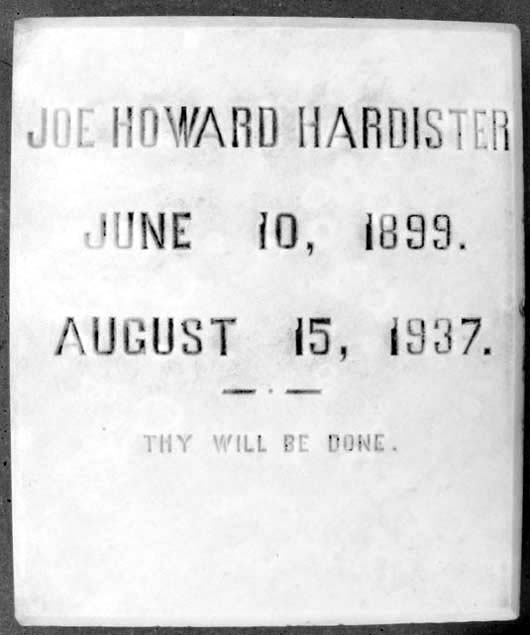 JOE HOWARD HARDISTER
JUNE 10, 1899.
AUGUST 15, 1937.
THY WILL BE DONE.